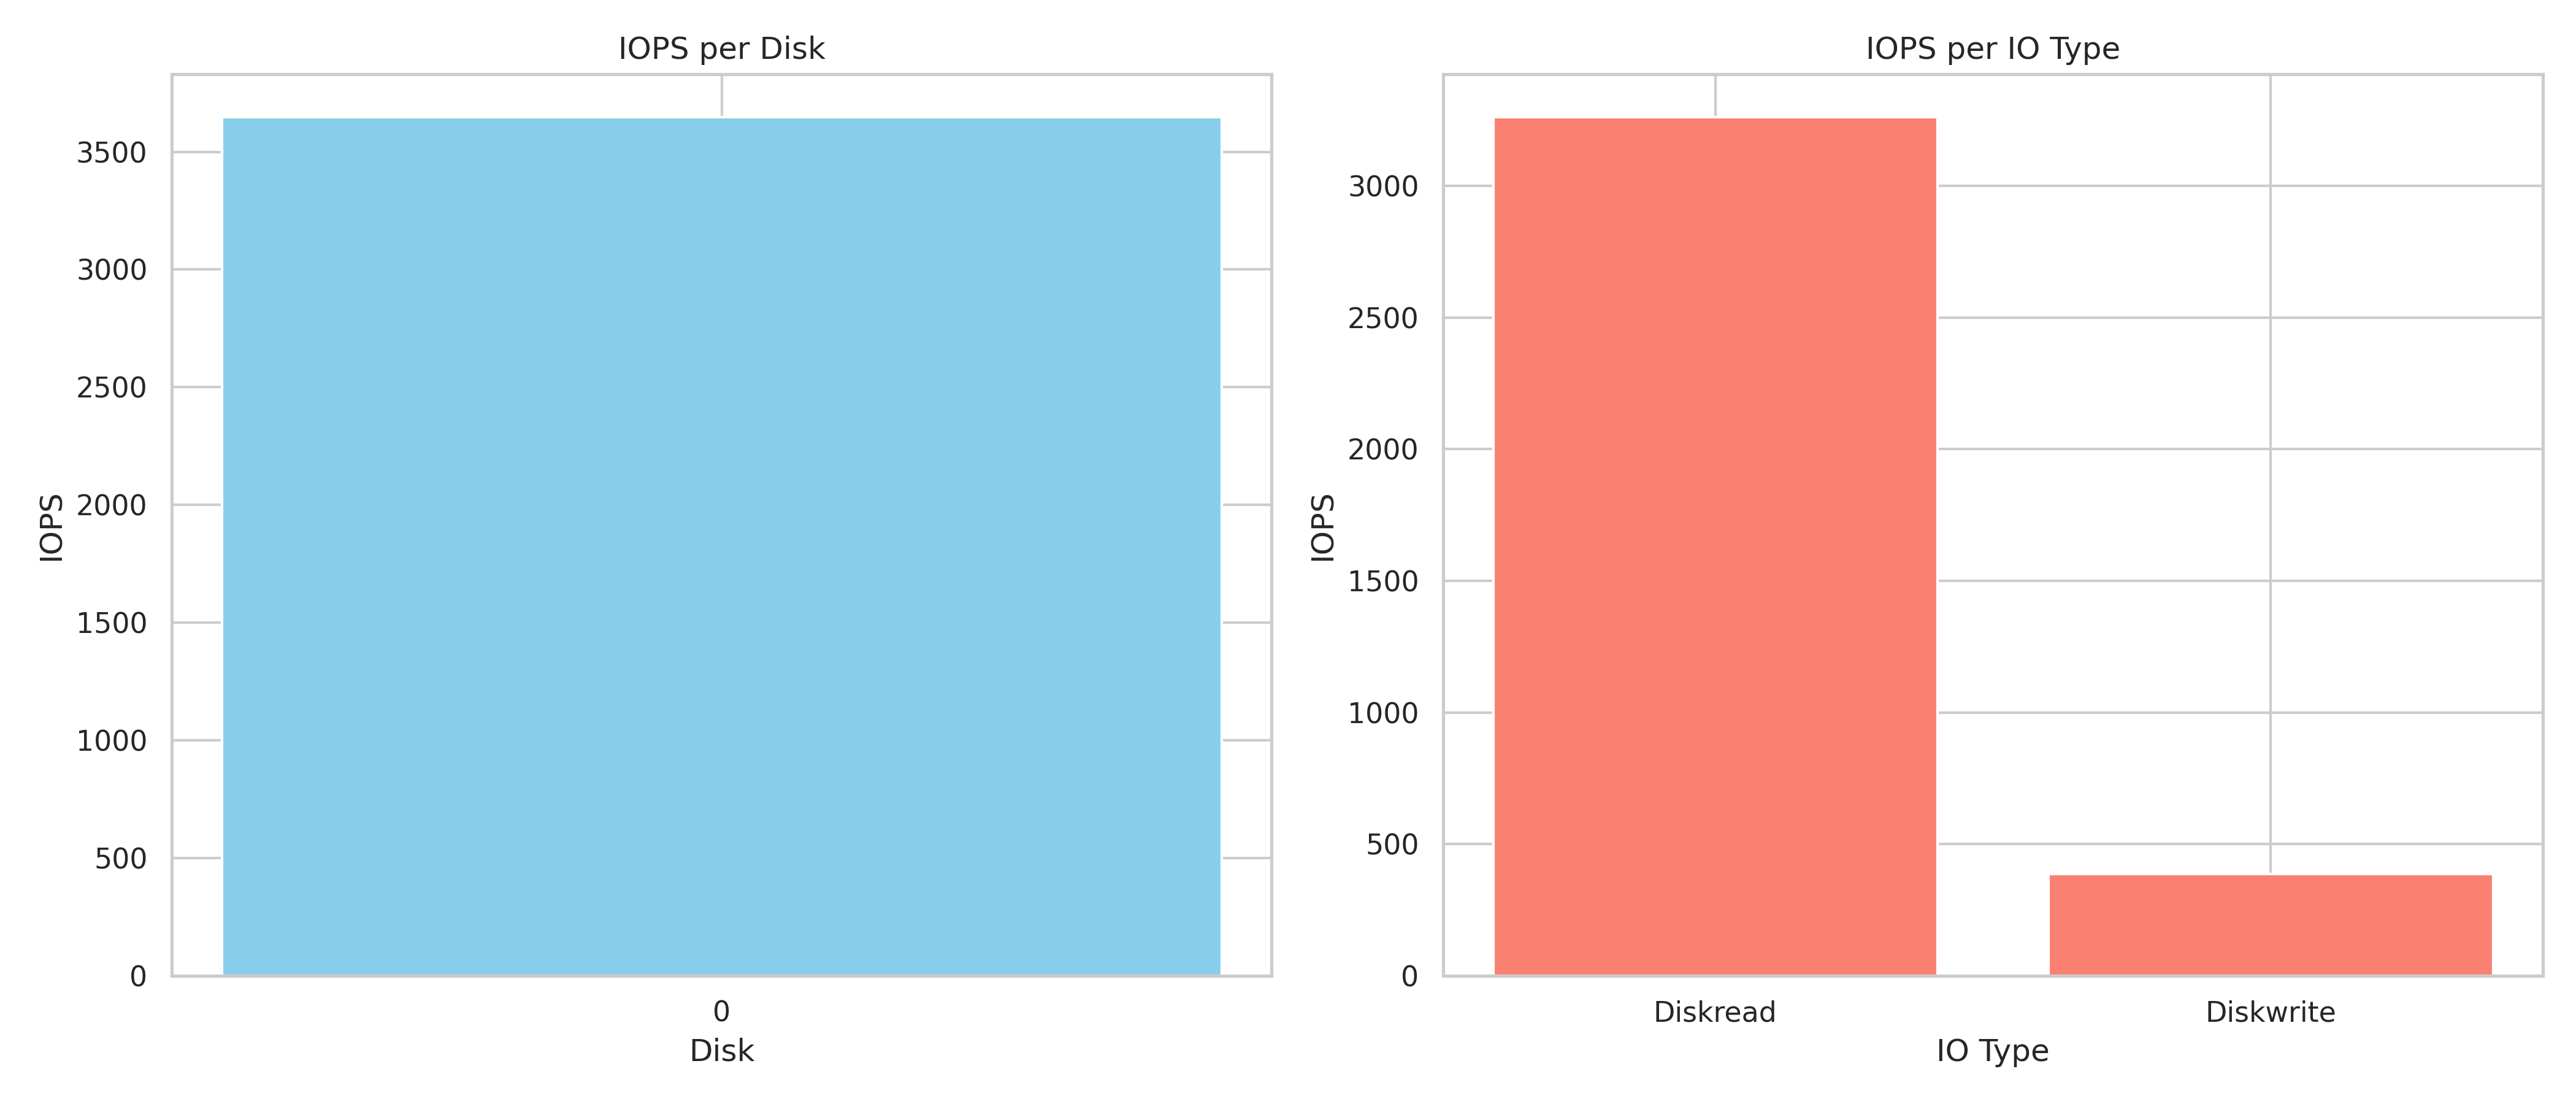 IOPS per Disk
IOPS
3500
3000
2500
2000
1500
1000
500
0
0
Disk
IOPS per IO Type
IOPS
3000
2500
2000
1500
1000
500
0
Diskread Diskwrite
IO Type